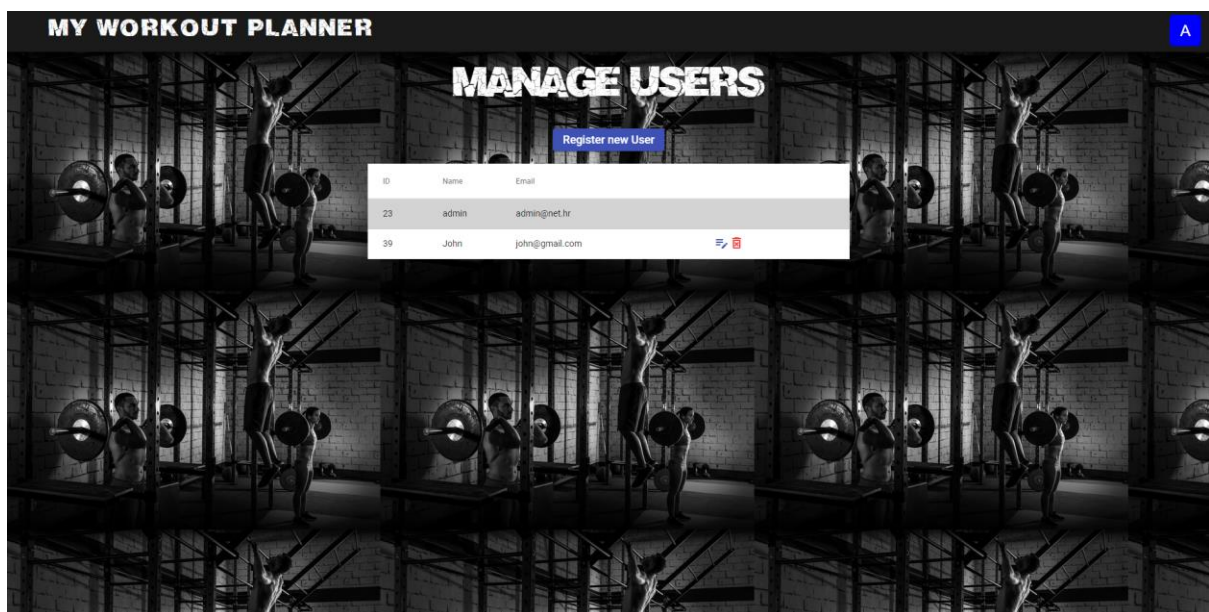 MY WORKOUT PLANNER
A
MANAGE USERS
Register new User
ID Name Email
23 admin admin@net.hr
39 John john@gmail.com